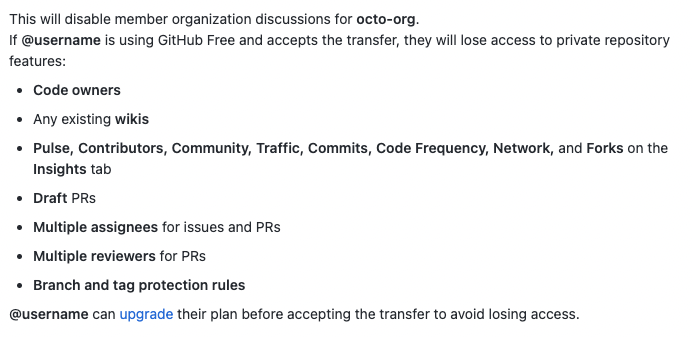 This will disable member organization discussions for octo-org.
If @username is using GitHub Free and accepts the transfer, they will lose access to private repository
features:
• Code owners
• Any existing wikis
• Pulse, Contributors, Community, Traffic, Commits, Code Frequency, Network, and Forks on the
Insights tab
• Draft PRs
• Multiple assignees for issues and PRs
• Multiple reviewers for PRs
• Branch and tag protection rules
@username can upgrade their plan before accepting the transfer to avoid losing access.